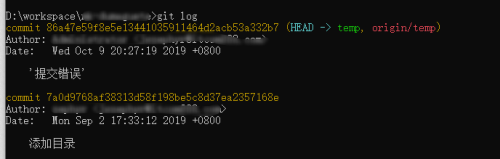 D:\workspace\ >git log
commit 86a47e59f8e5e13441035911464d2acb53a332b7 (HEAD -> temp, origin/temp)
Author:
Date: Wed Oct 9 20:27:19 2019 +0800
'提交错误'
commit 7a0d9768af38313d58f198be5c8d37ea2357168e
Author:
Date: Mon Sep 2 17:33:12 2019 +0800
添加目录